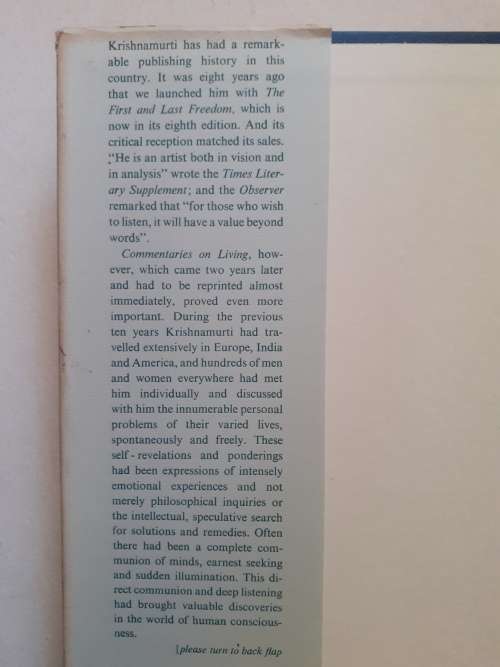 Krishnamurti has had a remark-
able publishing history in this
country. It was eight years ago
that we launched him with The
First and Last Freedom, which is
now in its eighth edition. And its
critical reception matched its sales.
"He is an artist both in vision and
in analysis" wrote the Times Liter-
ary Supplement; and the Observer
remarked that "for those who wish
to listen, it will have a value beyond
words".
Commentaries on Living, how-
ever, which came two years later
and had to be reprinted almost
immediately, proved even more
important. During the previous
ten years Krishnamurti had tra-
velled extensively in Europe, India
and America, and hundreds of men
and women everywhere had met
him individually and discussed
with him the innumerable personal
problems of their varied lives,
spontaneously and freely. These
self-revelations and ponderings
had been expressions of intensely
emotional experiences and not
merely philosophical inquiries or
the intellectual, speculative search
for solutions and remedies. Often
there had been a complete com-
munion of minds, earnest seeking
and sudden illumination. This di-
rect communion and deep listening
had brought valuable discoveries
in the world of human conscious-
ness.
[please turn to back flap